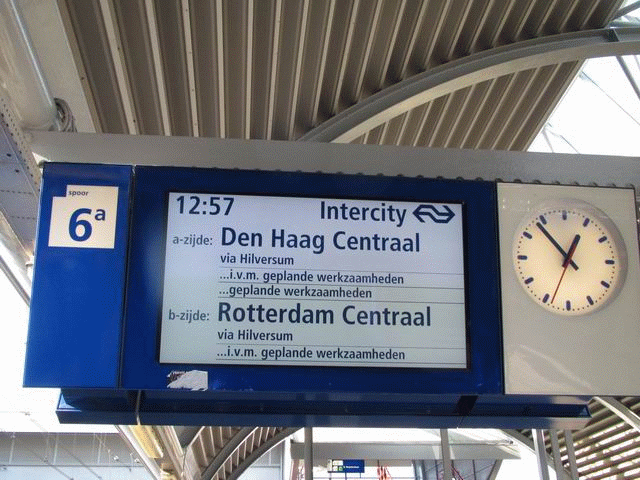 spoor
6a
12:57 Intercity
a-zijde: Den Haag Centraal
via Hilversum
...i.v.m. geplande werkzaamheden
...geplande werkzaamheden
b-zijde: Rotterdam Centraal
via Hilversum
...i.v.m. geplande werkzaamheden